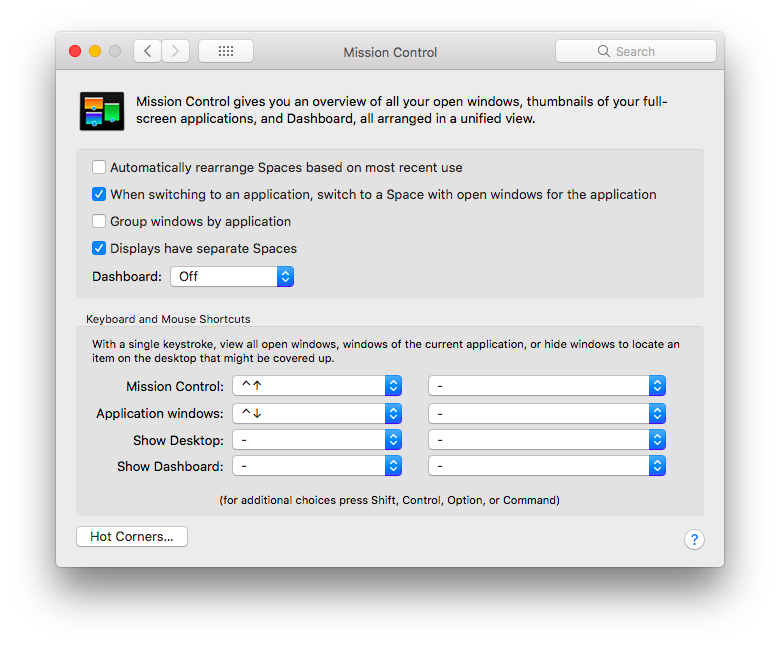 Mission Control
Search
Mission Control gives you an overview of all your open windows, thumbnails of your full-
screen applications, and Dashboard, all arranged in a unified view.
Automatically rearrange Spaces based on most recent use
When switching to an application, switch to a Space with open windows for the application
Group windows by application
Displays have separate Spaces
Dashboard: Off
Keyboard and Mouse Shortcuts
With a single keystroke, view all open windows, windows of the current application, or hide windows to locate an
item on the desktop that might be covered up.
Mission Control: ^↑ -
Application windows: ^↓ -
Show Desktop: - -
Show Dashboard: - -
(for additional choices press Shift, Control, Option, or Command)
Hot Corners... ?